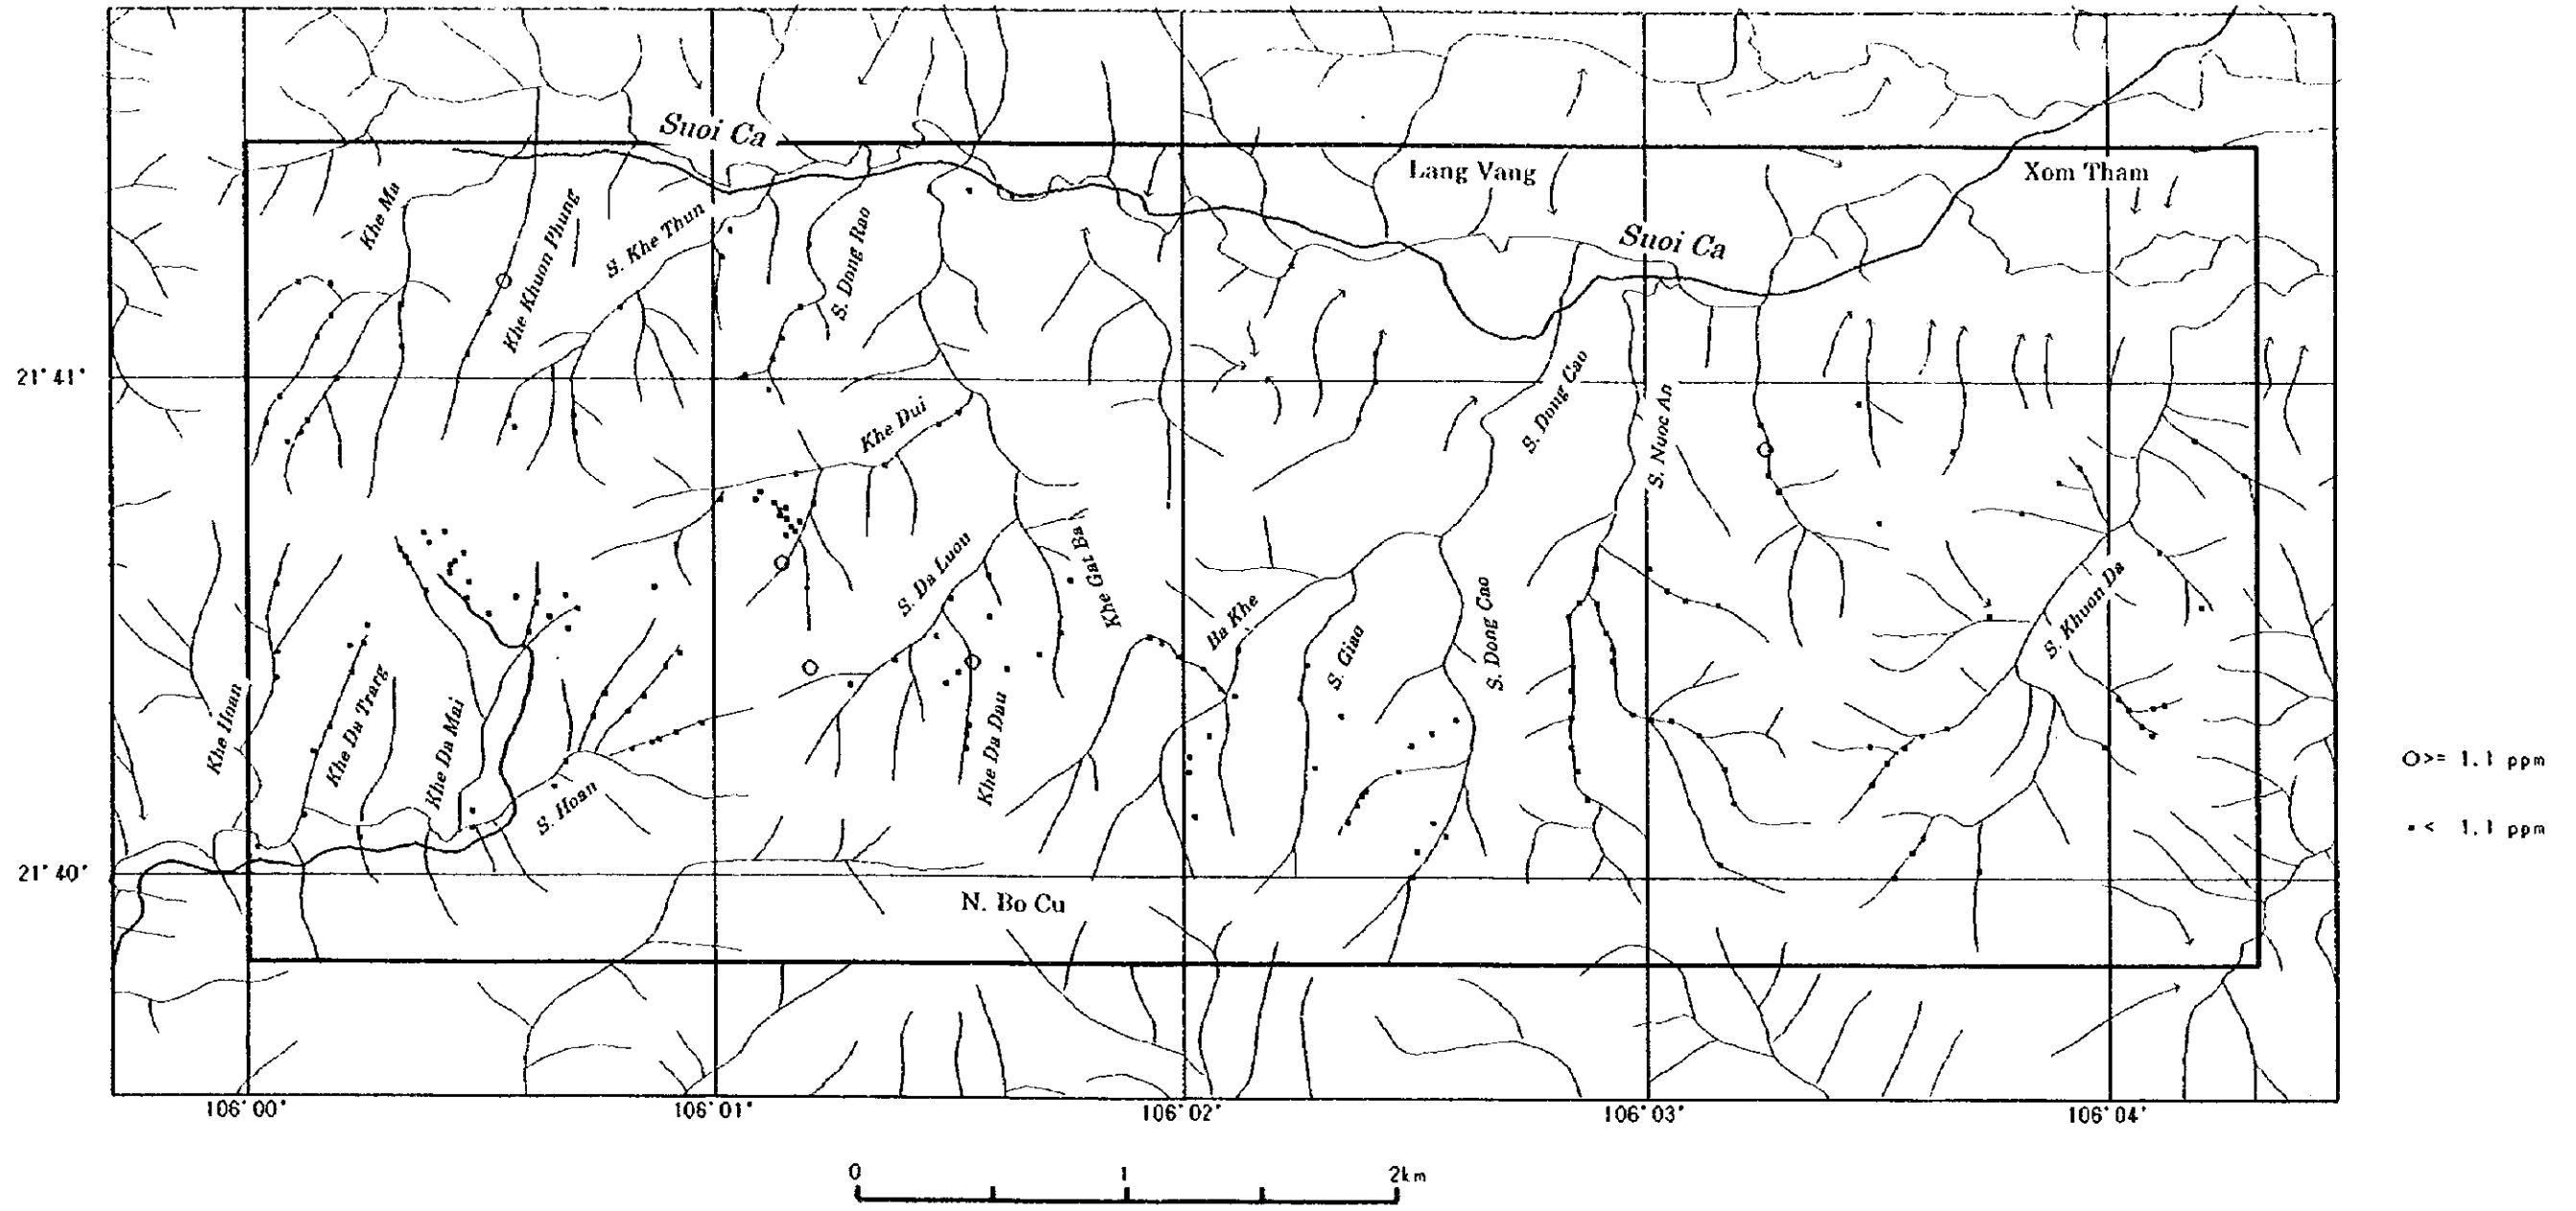 Suoi Ca
Lang Vang
Xom Tham
Khe Mu
Khe Khuon Phung
S. Khe Thun
S. Dong Rao
Suoi Ca
21°41'
Khe Dui
S. Dong Cao
S. Nuoc An
S. Da Luon
Khe Gat Ba
Ba Khe
S. Giao
S. Dong Cao
S. Khuon Da
Khe Hoan
Khe Da Trarg
Khe Da Mai
S. Hoan
Khe Da Dau
O>= 1.1 ppm
▪< 1.1 ppm
21°40'
N. Bo Cu
106°00'
106°01'
106°02'
106°03'
106°04'
0 1 2km